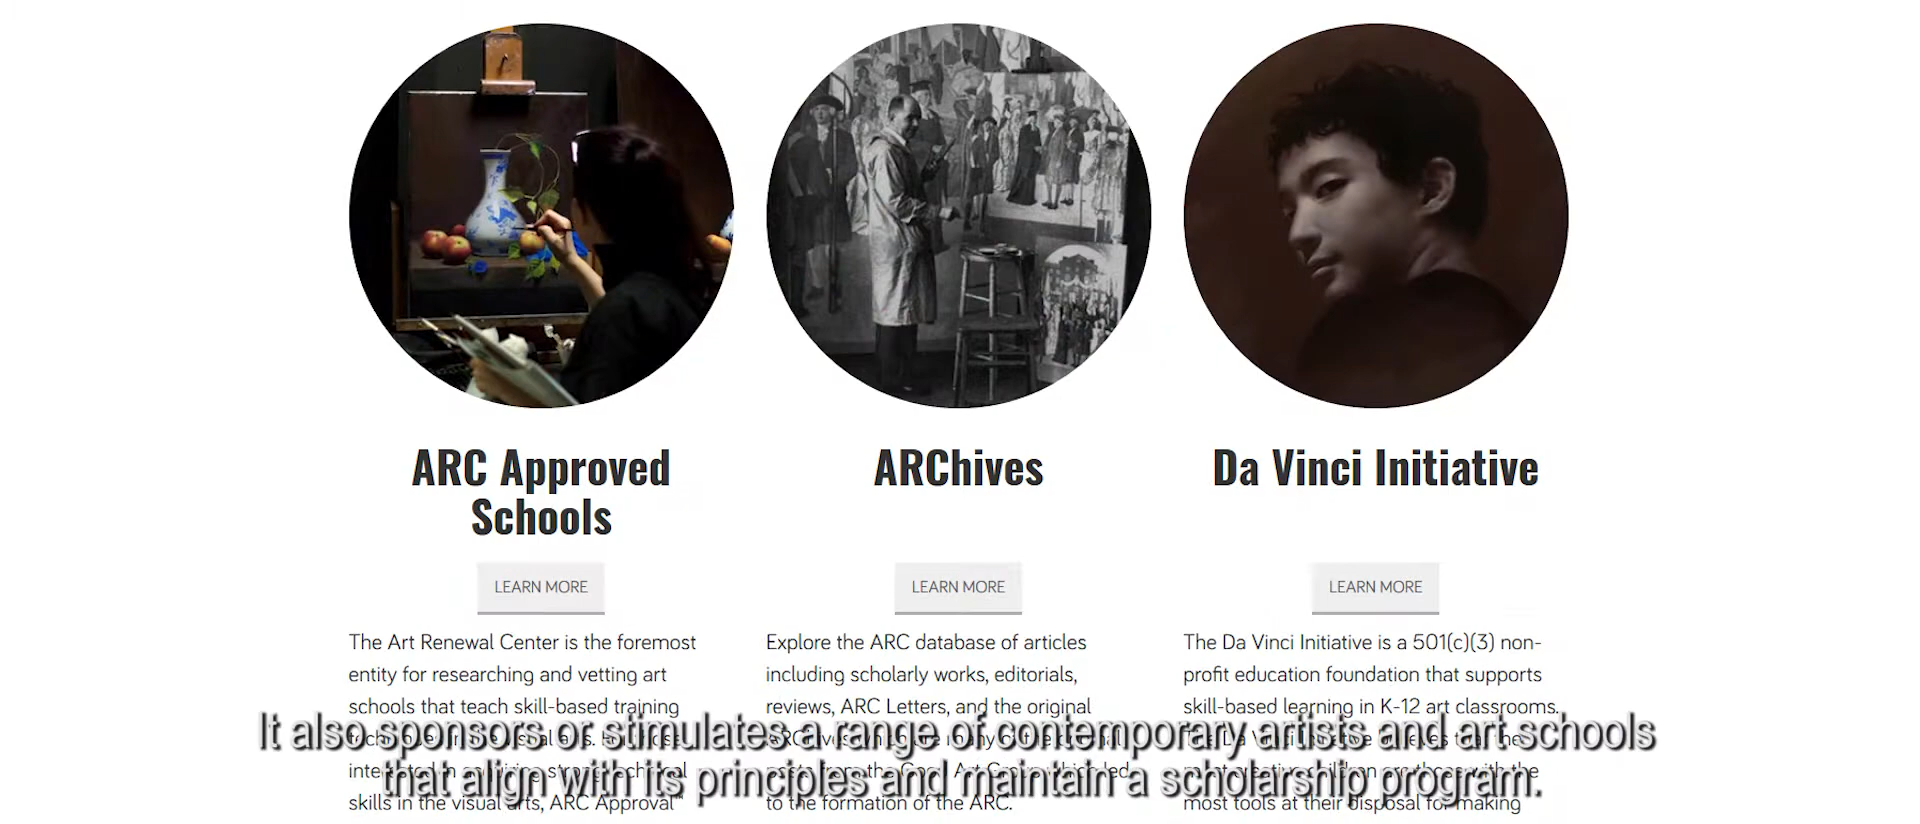 ARC Approved
Schools
LEARN MORE
The Art Renewal Center is the foremost
entity for researching and vetting art
schools that teach skill-based training
skills in the visual arts, ARC Approval™
ARChives
LEARN MORE
Explore the ARC database of articles
including scholarly works, editorials,
reviews, ARC Letters, and the original
to the formation of the ARC.
Da Vinci Initiative
LEARN MORE
The Da Vinci Initiative is a 501(c)(3) non-
profit education foundation that supports
skill-based learning in K-12 art classrooms.
most tools at their disposal for making
It also sponsors or stimulates a range of contemporary artists and art schools
that align with its principles and maintain a scholarship program.